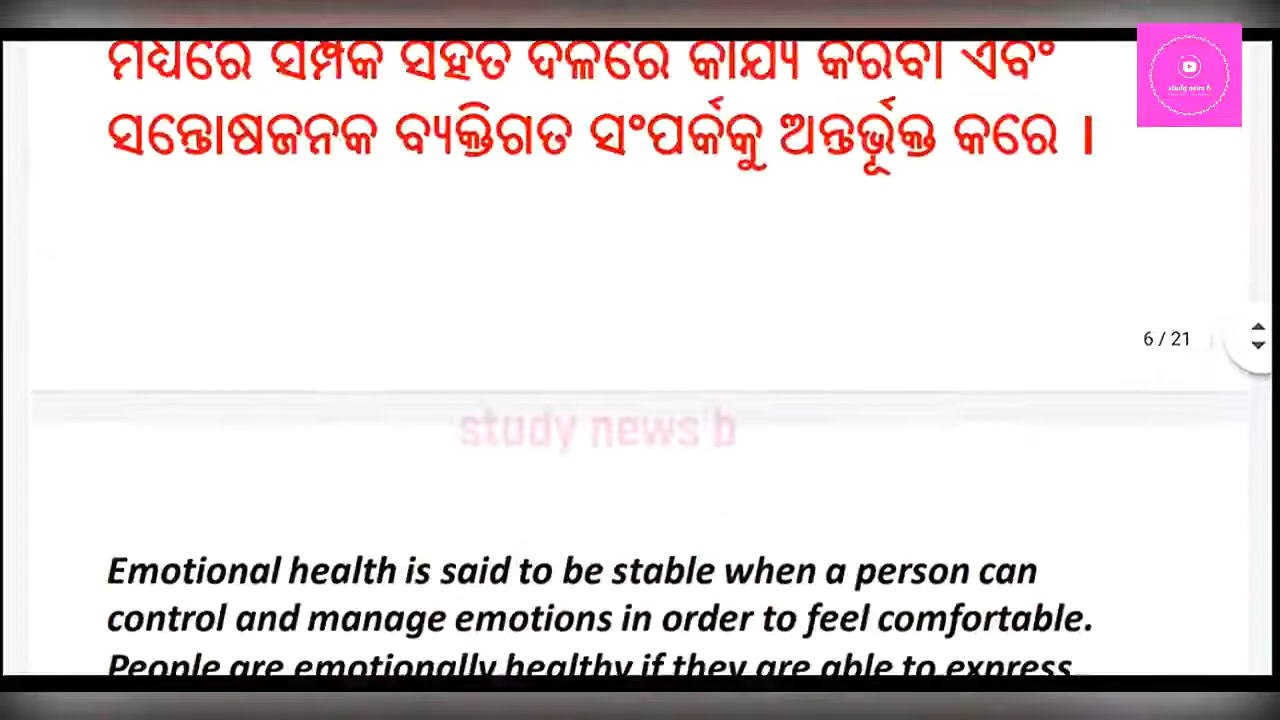 ମଧ୍ୟରେ ସମ୍ପର୍କ ସହିତ ଦଳରେ କାର୍ଯ୍ୟ କରିବା ଏବଂ
ସନ୍ତୋଷଜନକ ବ୍ୟକ୍ତିଗତ ସଂପର୍କକୁ ଅନ୍ତର୍ଭୂକ୍ତ କରେ ।
study news b
6 / 21
study news b
Emotional health is said to be stable when a person can
control and manage emotions in order to feel comfortable.
People are emotionally healthy if they are able to express